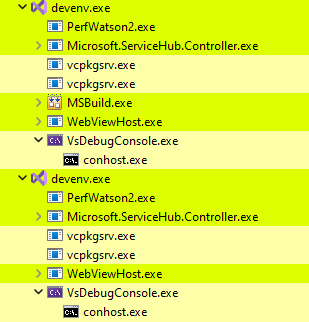 devenv.exe
PerfWatson2.exe
Microsoft.ServiceHub.Controller.exe
vcpkgsrv.exe
vcpkgsrv.exe
MSBuild.exe
WebViewHost.exe
VsDebugConsole.exe
conhost.exe
devenv.exe
PerfWatson2.exe
Microsoft.ServiceHub.Controller.exe
vcpkgsrv.exe
vcpkgsrv.exe
WebViewHost.exe
VsDebugConsole.exe
conhost.exe